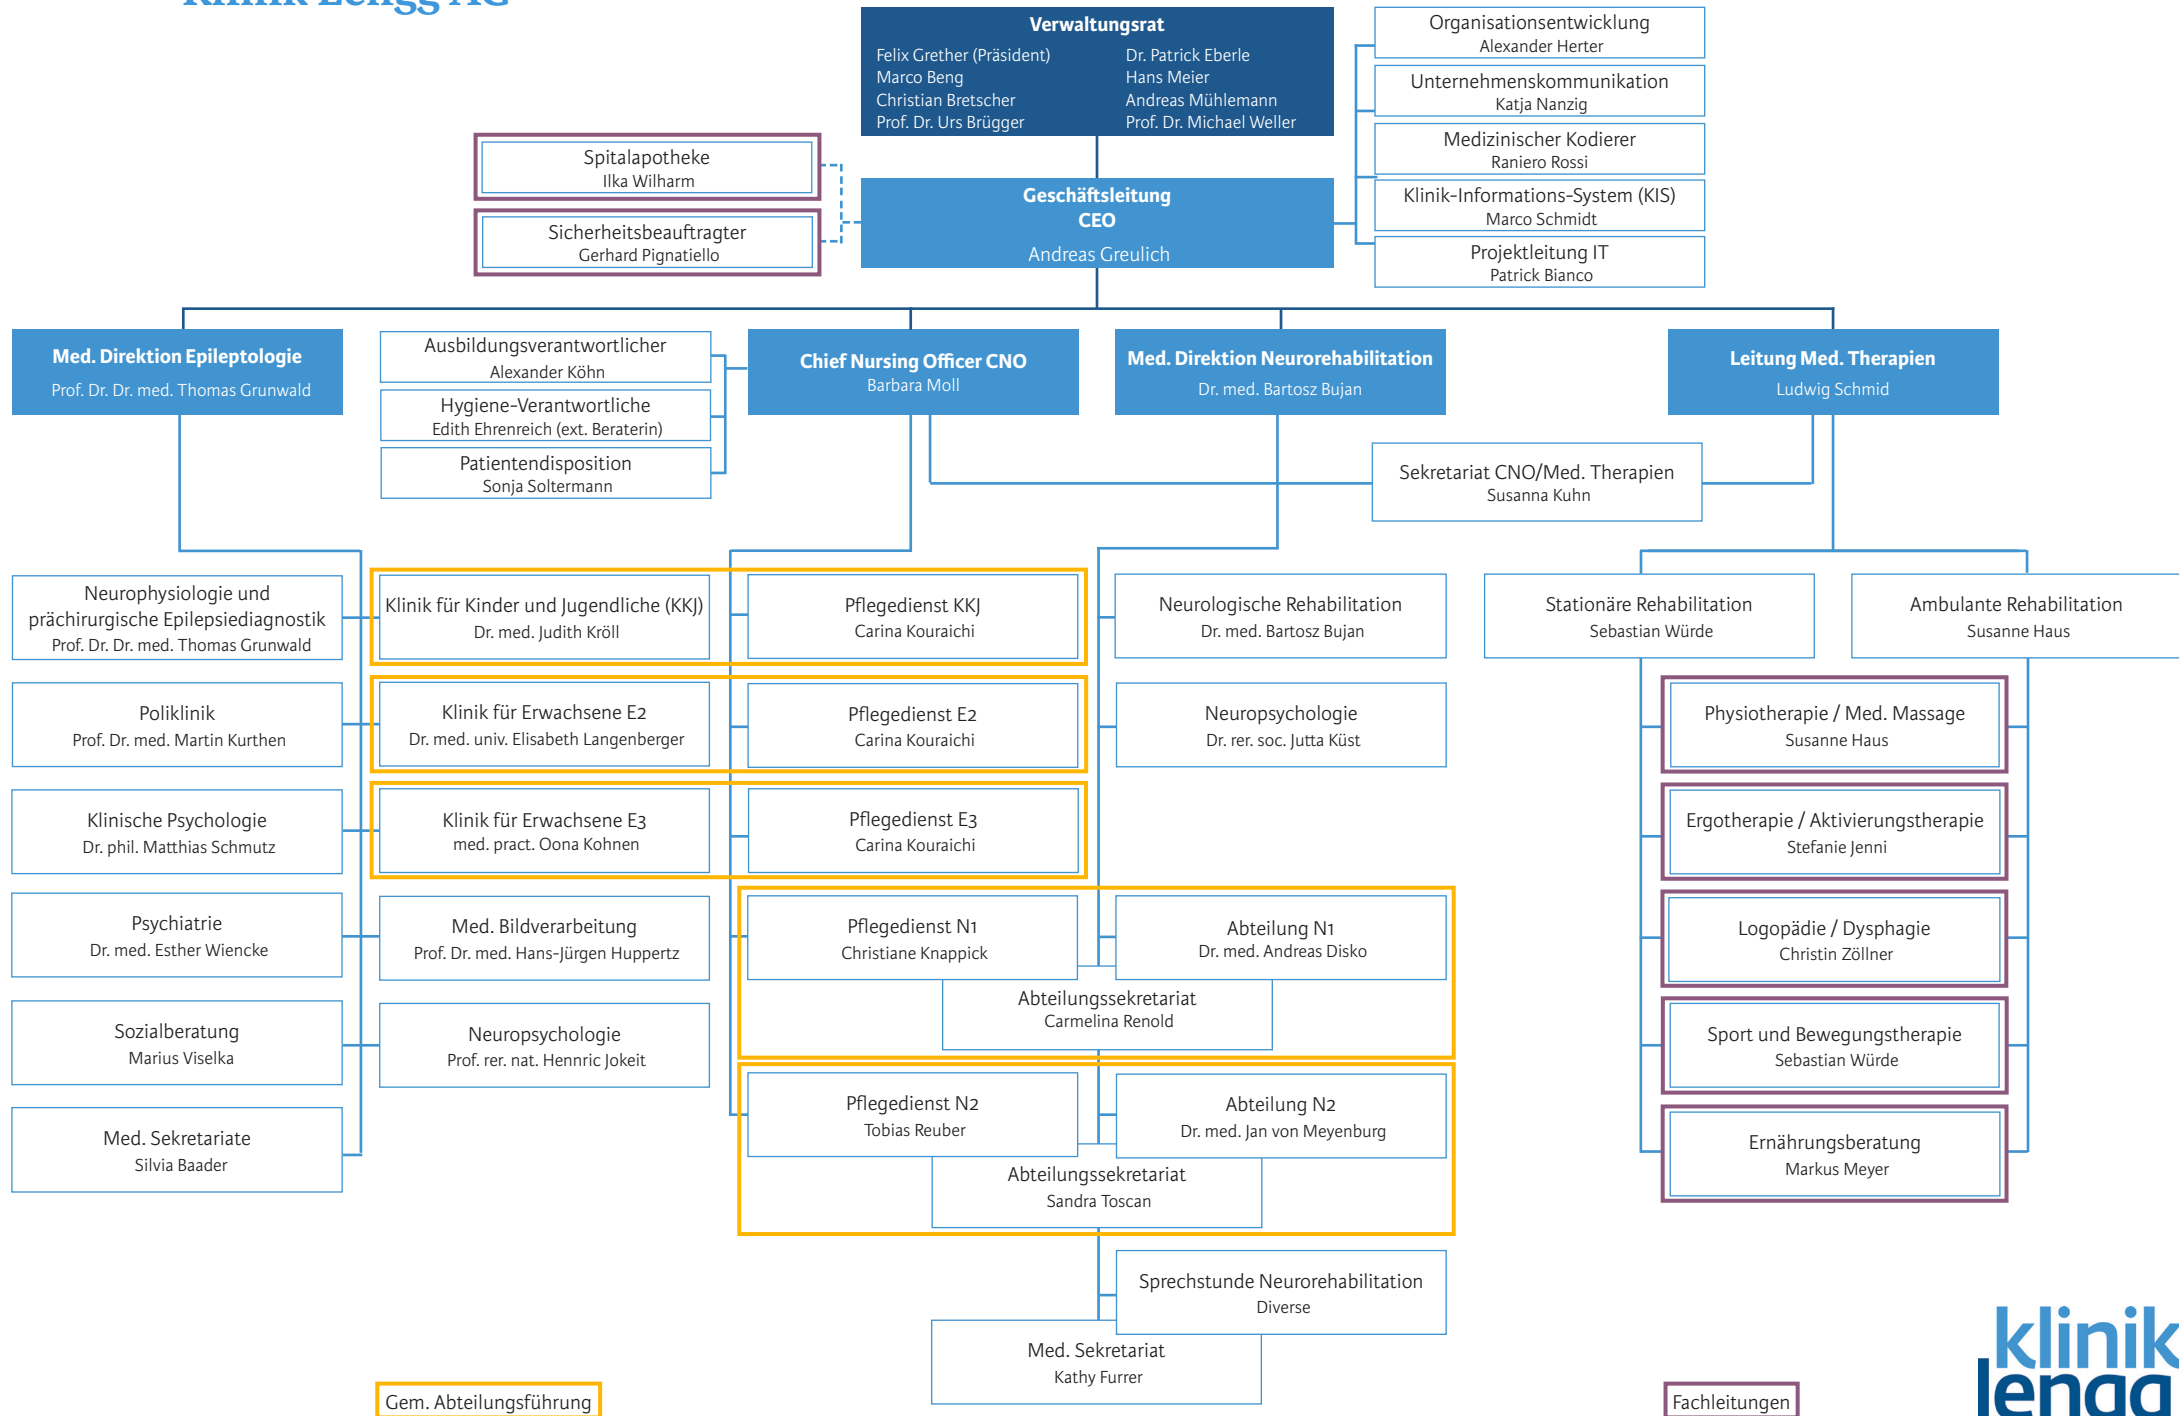 Klinik Lengg AG
Verwaltungsrat
Felix Grether (Präsident)
Marco Beng
Christian Bretscher
Prof. Dr. Urs Brügger
Dr. Patrick Eberle
Hans Meier
Andreas Mühlemann
Prof. Dr. Michael Weller
Organisationsentwicklung
Alexander Herter
Unternehmenskommunikation
Katja Nanzig
Medizinischer Kodierer
Raniero Rossi
Klinik-Informations-System (KIS)
Marco Schmidt
Projektleitung IT
Patrick Bianco
Spitalapotheke
Ilka Wilharm
Sicherheitsbeauftragter
Gerhard Pignatiello
Geschäftsleitung
CEO
Andreas Greulich
Med. Direktion Epileptologie
Prof. Dr. Dr. med. Thomas Grunwald
Ausbildungsverantwortlicher
Alexander Köhn
Hygiene-Verantwortliche
Edith Ehrenreich (ext. Beraterin)
Patientendisposition
Sonja Soltermann
Chief Nursing Officer CNO
Barbara Moll
Med. Direktion Neurorehabilitation
Dr. med. Bartosz Bujan
Leitung Med. Therapien
Ludwig Schmid
Sekretariat CNO/Med. Therapien
Susanna Kuhn
Neurophysiologie und
prächirurgische Epilepsiediagnostik
Prof. Dr. Dr. med. Thomas Grunwald
Klinik für Kinder und Jugendliche (KKJ)
Dr. med. Judith Kröll
Pflegedienst KKJ
Carina Kouraichi
Neurologische Rehabilitation
Dr. med. Bartosz Bujan
Stationäre Rehabilitation
Sebastian Würde
Ambulante Rehabilitation
Susanne Haus
Poliklinik
Prof. Dr. med. Martin Kurthen
Klinik für Erwachsene E2
Dr. med. univ. Elisabeth Langenberger
Pflegedienst E2
Carina Kouraichi
Neuropsychologie
Dr. rer. soc. Jutta Küst
Physiotherapie / Med. Massage
Susanne Haus
Klinische Psychologie
Dr. phil. Matthias Schmutz
Klinik für Erwachsene E3
med. pract. Oona Kohnen
Pflegedienst E3
Carina Kouraichi
Ergotherapie / Aktivierungstherapie
Stefanie Jenni
Psychiatrie
Dr. med. Esther Wiencke
Med. Bildverarbeitung
Prof. Dr. med. Hans-Jürgen Huppertz
Pflegedienst N1
Christiane Knappick
Abteilung N1
Dr. med. Andreas Disko
Abteilungssekretariat
Carmelina Renold
Logopädie / Dysphagie
Christin Zöllner
Sozialberatung
Marius Viselka
Neuropsychologie
Prof. rer. nat. Hennric Jokeit
Sport und Bewegungstherapie
Sebastian Würde
Med. Sekretariate
Silvia Baader
Pflegedienst N2
Tobias Reuber
Abteilung N2
Dr. med. Jan von Meyenburg
Abteilungssekretariat
Sandra Toscan
Ernährungsberatung
Markus Meyer
Sprechstunde Neurorehabilitation
Diverse
Med. Sekretariat
Kathy Furrer
Gem. Abteilungsführung
Fachleitungen
klinik
lengg